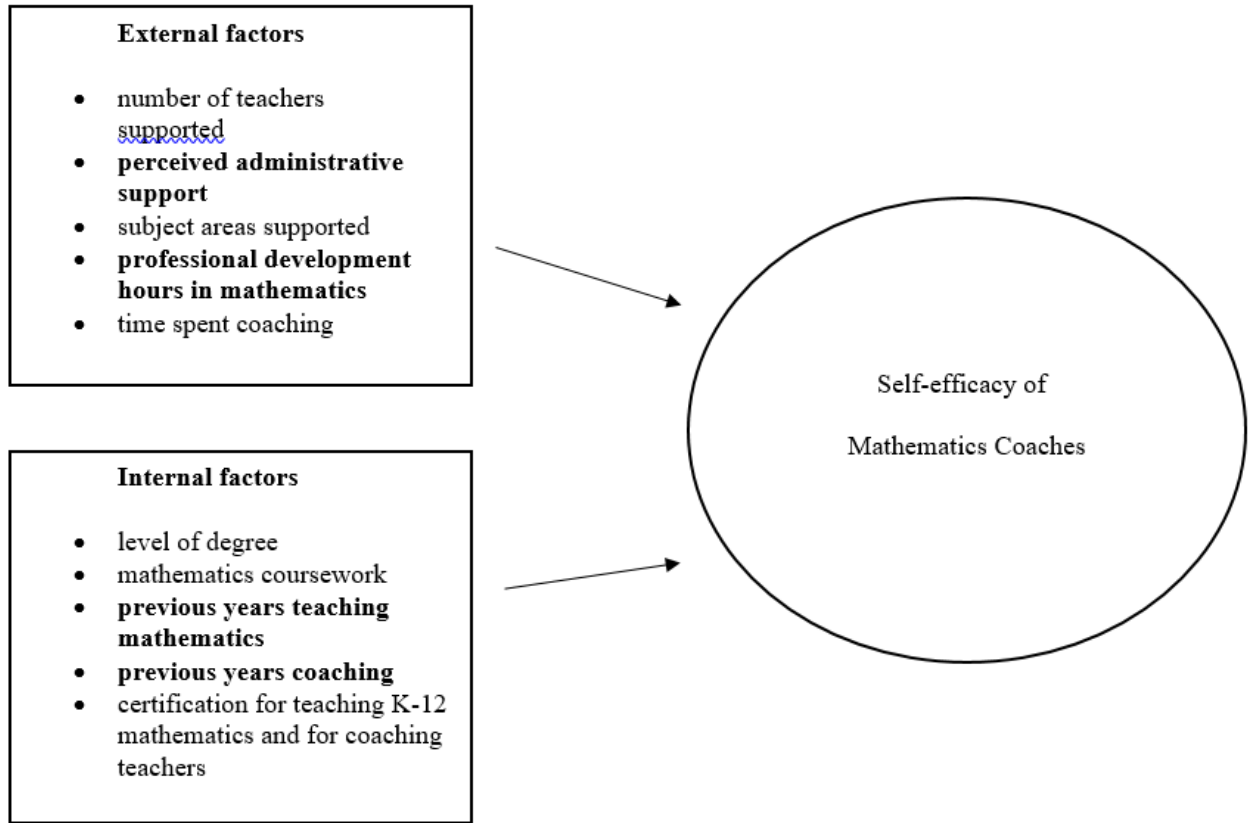 External factors
• number of teachers
supported
• perceived administrative
support
• subject areas supported
• professional development
hours in mathematics
• time spent coaching
Internal factors
• level of degree
• mathematics coursework
• previous years teaching
mathematics
• previous years coaching
• certification for teaching K-12
mathematics and for coaching
teachers
Self-efficacy of
Mathematics Coaches